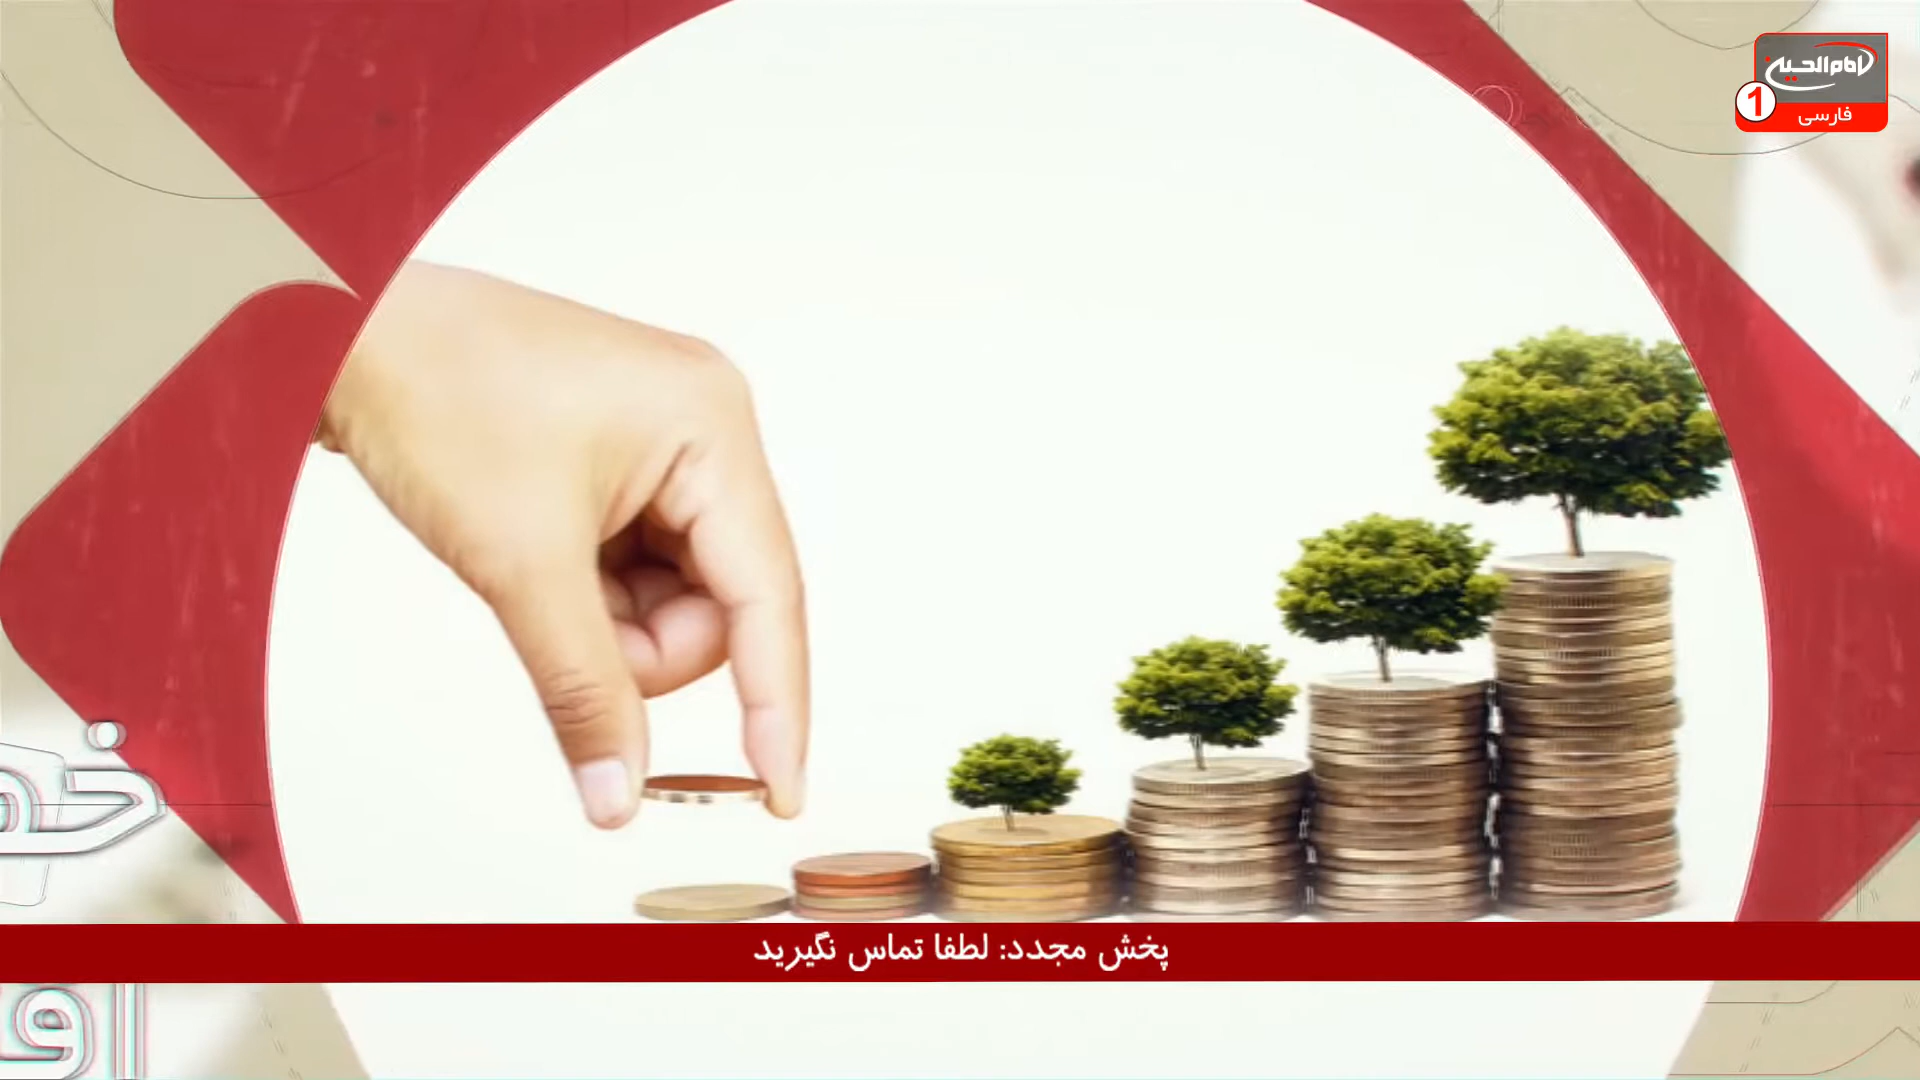 امام الحسین
فارسی
1
پخش مجدد: لطفا تماس نگیرید